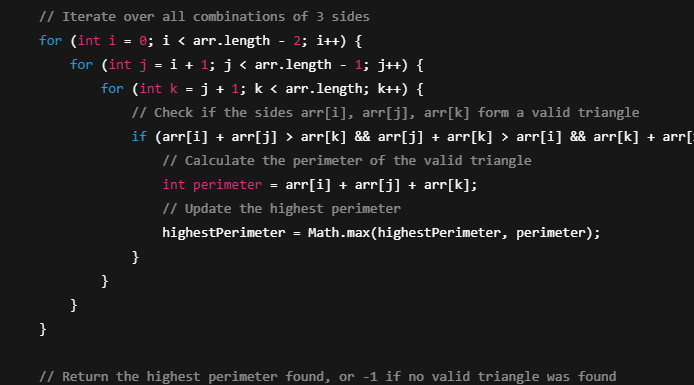 // Iterate over all combinations of 3 sides
for (int i = 0; i < arr.length - 2; i++) {
for (int j = i + 1; j < arr.length - 1; j++) {
for (int k = j + 1; k < arr.length; k++) {
// Check if the sides arr[i], arr[j], arr[k] form a valid triangle
if (arr[i] + arr[j] > arr[k] && arr[j] + arr[k] > arr[i] && arr[k] + arr[
// Calculate the perimeter of the valid triangle
int perimeter = arr[i] + arr[j] + arr[k];
// Update the highest perimeter
highestPerimeter = Math.max(highestPerimeter, perimeter);
}
}
}
}
// Return the highest perimeter found, or -1 if no valid triangle was found